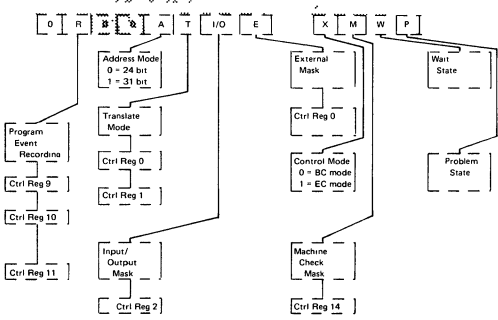 0 R A T I/O E X M W P
Address Mode
0 = 24 bit
1 = 31 bit
External
Mask
Wait
State
Translate
Mode
Ctrl Reg 0
Program
Event
Recording
Ctrl Reg 0
Control Mode
0 = BC mode
1 = EC mode
Problem
State
Ctrl Reg 9
Ctrl Reg 1
Ctrl Reg 10
Input/
Output
Mask
Machine
Check
Mask
Ctrl Reg 11
Ctrl Reg 2
Ctrl Reg 14